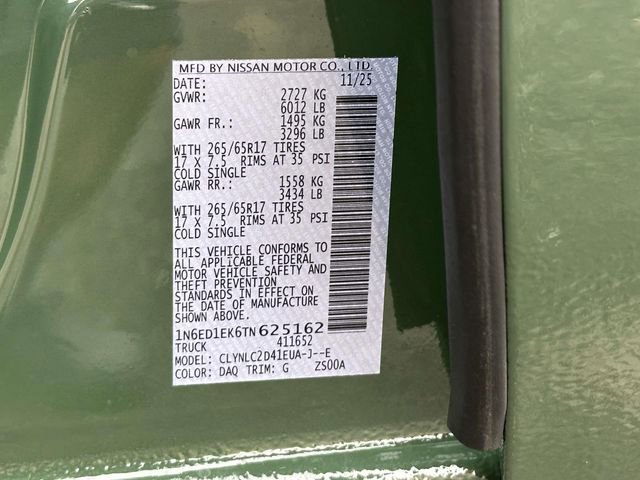 MFD BY NISSAN MOTOR CO., LTD.
DATE: 11/25
GVWR: 2727 KG
6012 LB
GAWR FR.: 1495 KG
3296 LB
WITH 265/65R17 TIRES
17 X 7.5 RIMS AT 35 PSI
COLD SINGLE
GAWR RR.: 1558 KG
3434 LB
WITH 265/65R17 TIRES
17 X 7.5 RIMS AT 35 PSI
COLD SINGLE
THIS VEHICLE CONFORMS TO
ALL APPLICABLE FEDERAL
MOTOR VEHICLE SAFETY AND
THEFT PREVENTION
STANDARDS IN EFFECT ON
THE DATE OF MANUFACTURE
SHOWN ABOVE.
1N6ED1EK6TN625162
TRUCK 411652
MODEL: CLYNLC2D41EUA-J--E
COLOR: DAQ TRIM: G ZS00A